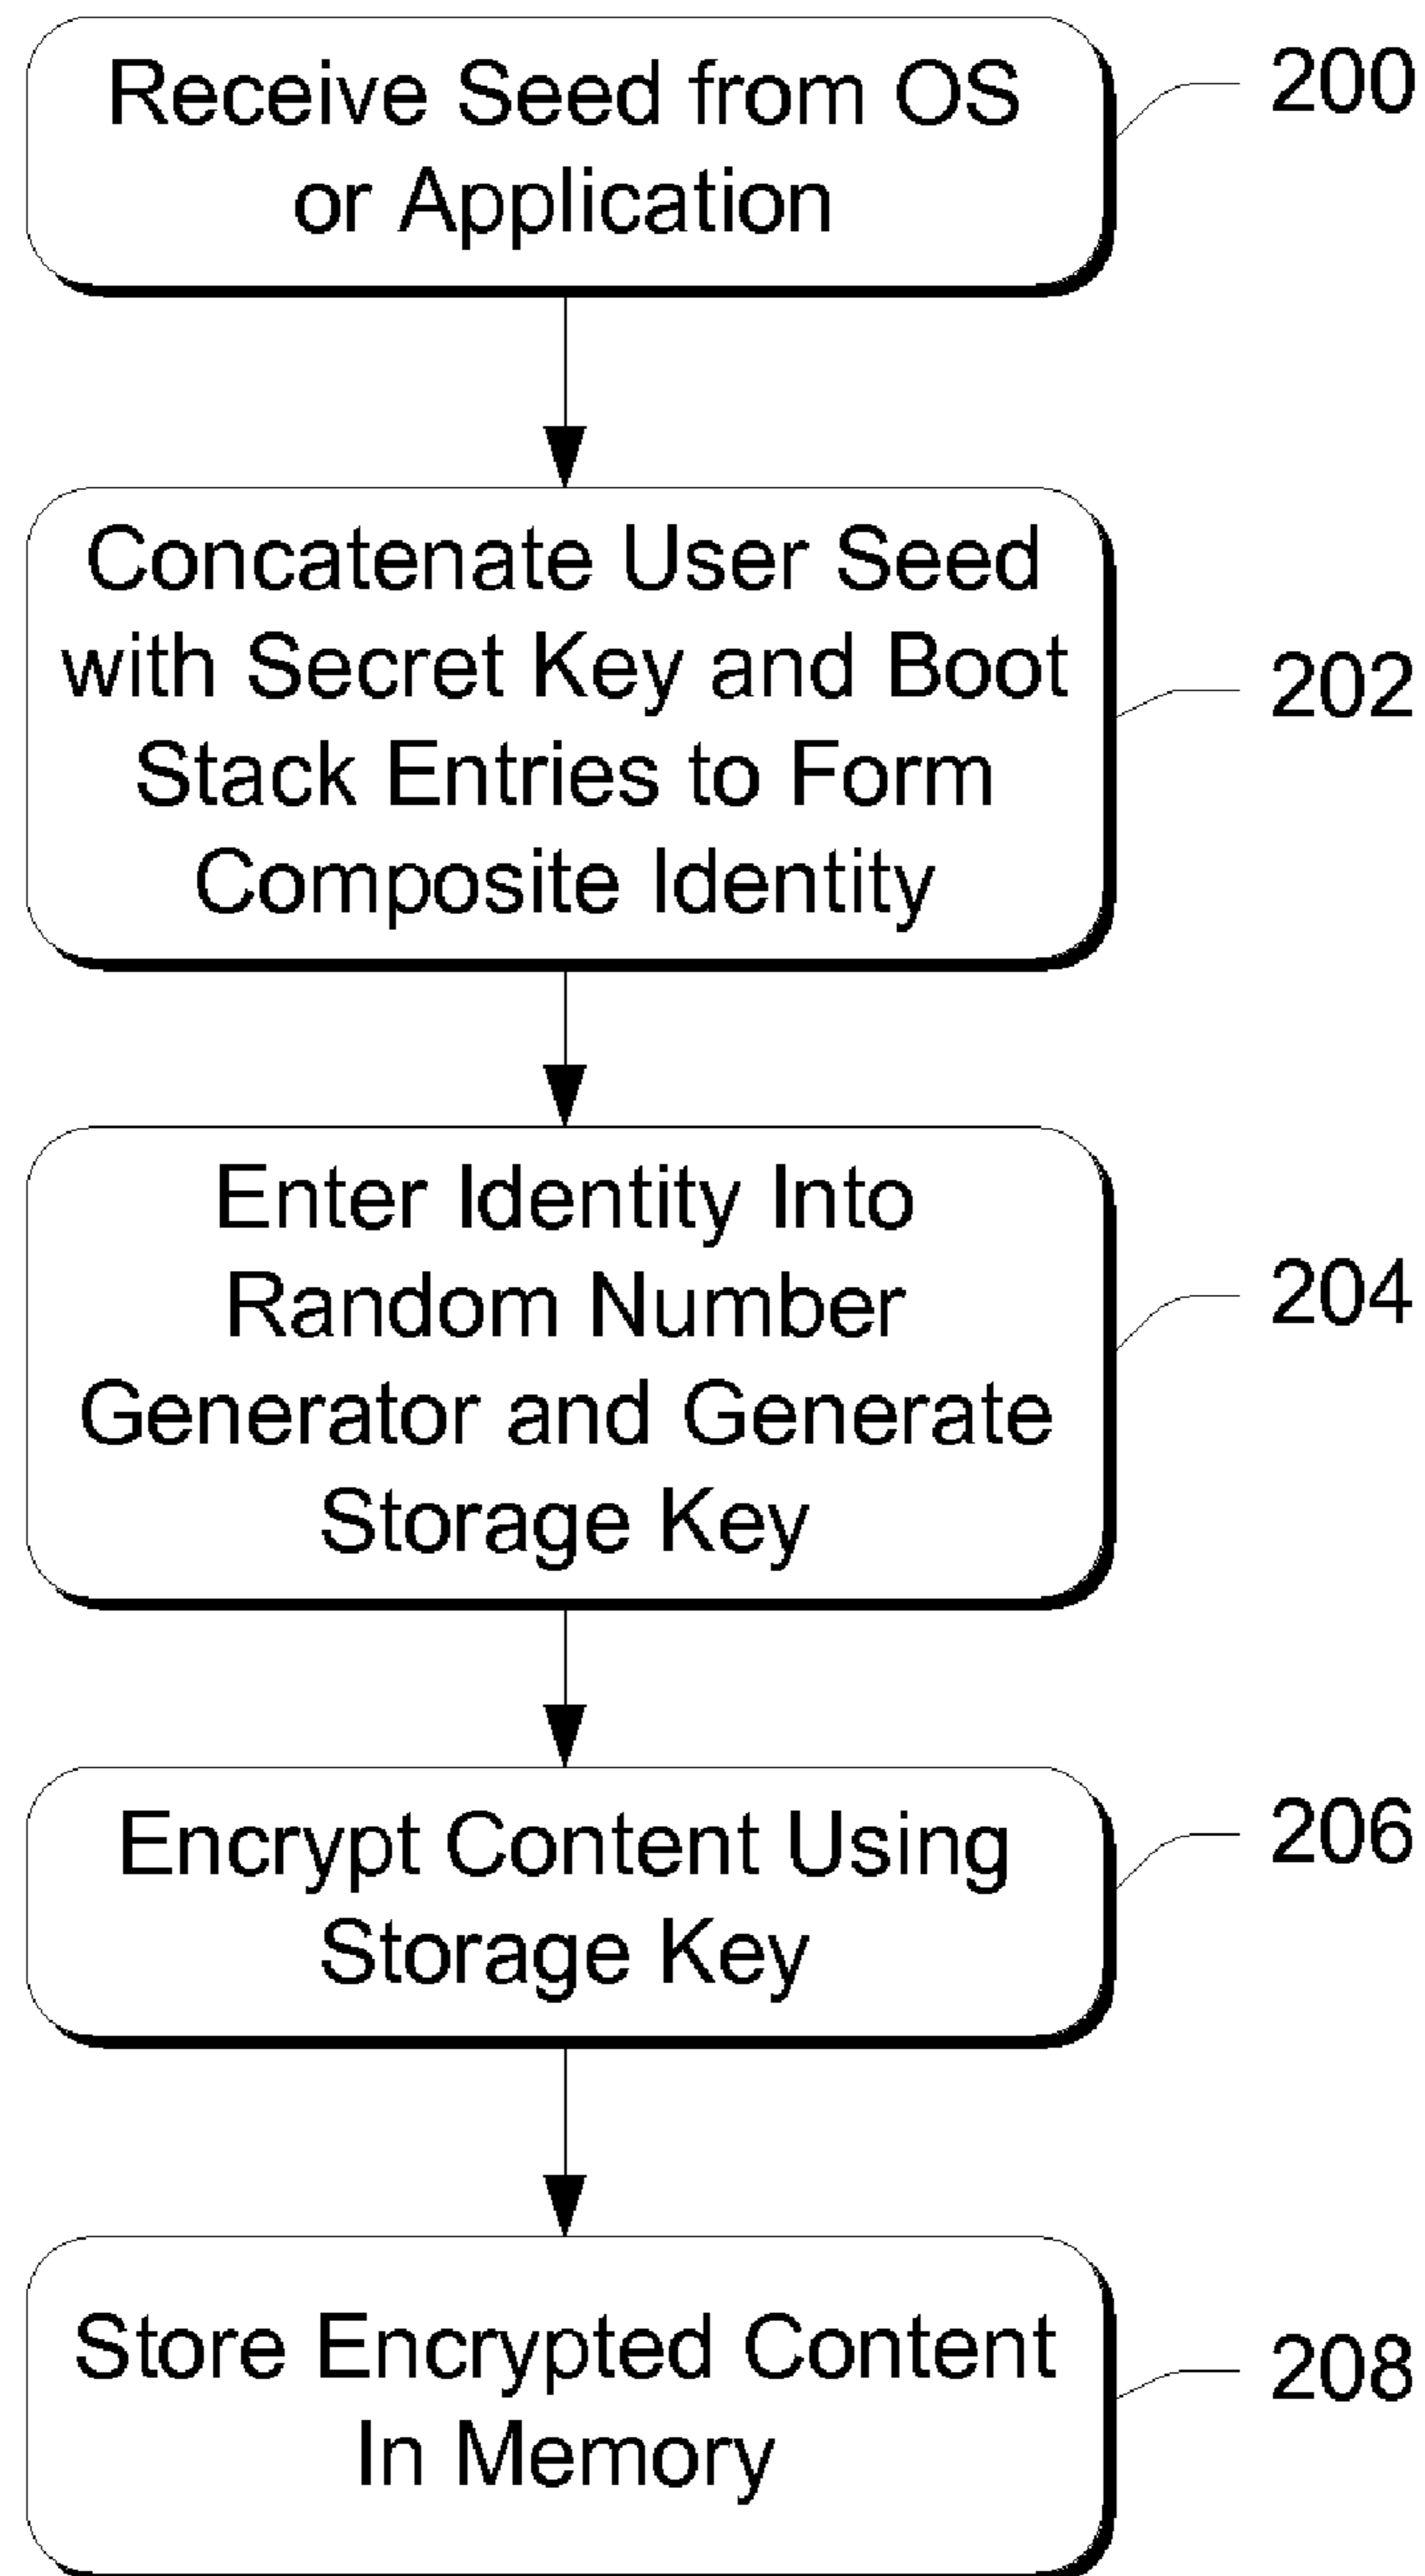 Receive Seed from OS
or Application
200
Concatenate User Seed
with Secret Key and Boot
Stack Entries to Form
Composite Identity
202
Enter Identity Into
Random Number
Generator and Generate
Storage Key
204
Encrypt Content Using
Storage Key
206
Store Encrypted Content
In Memory
208